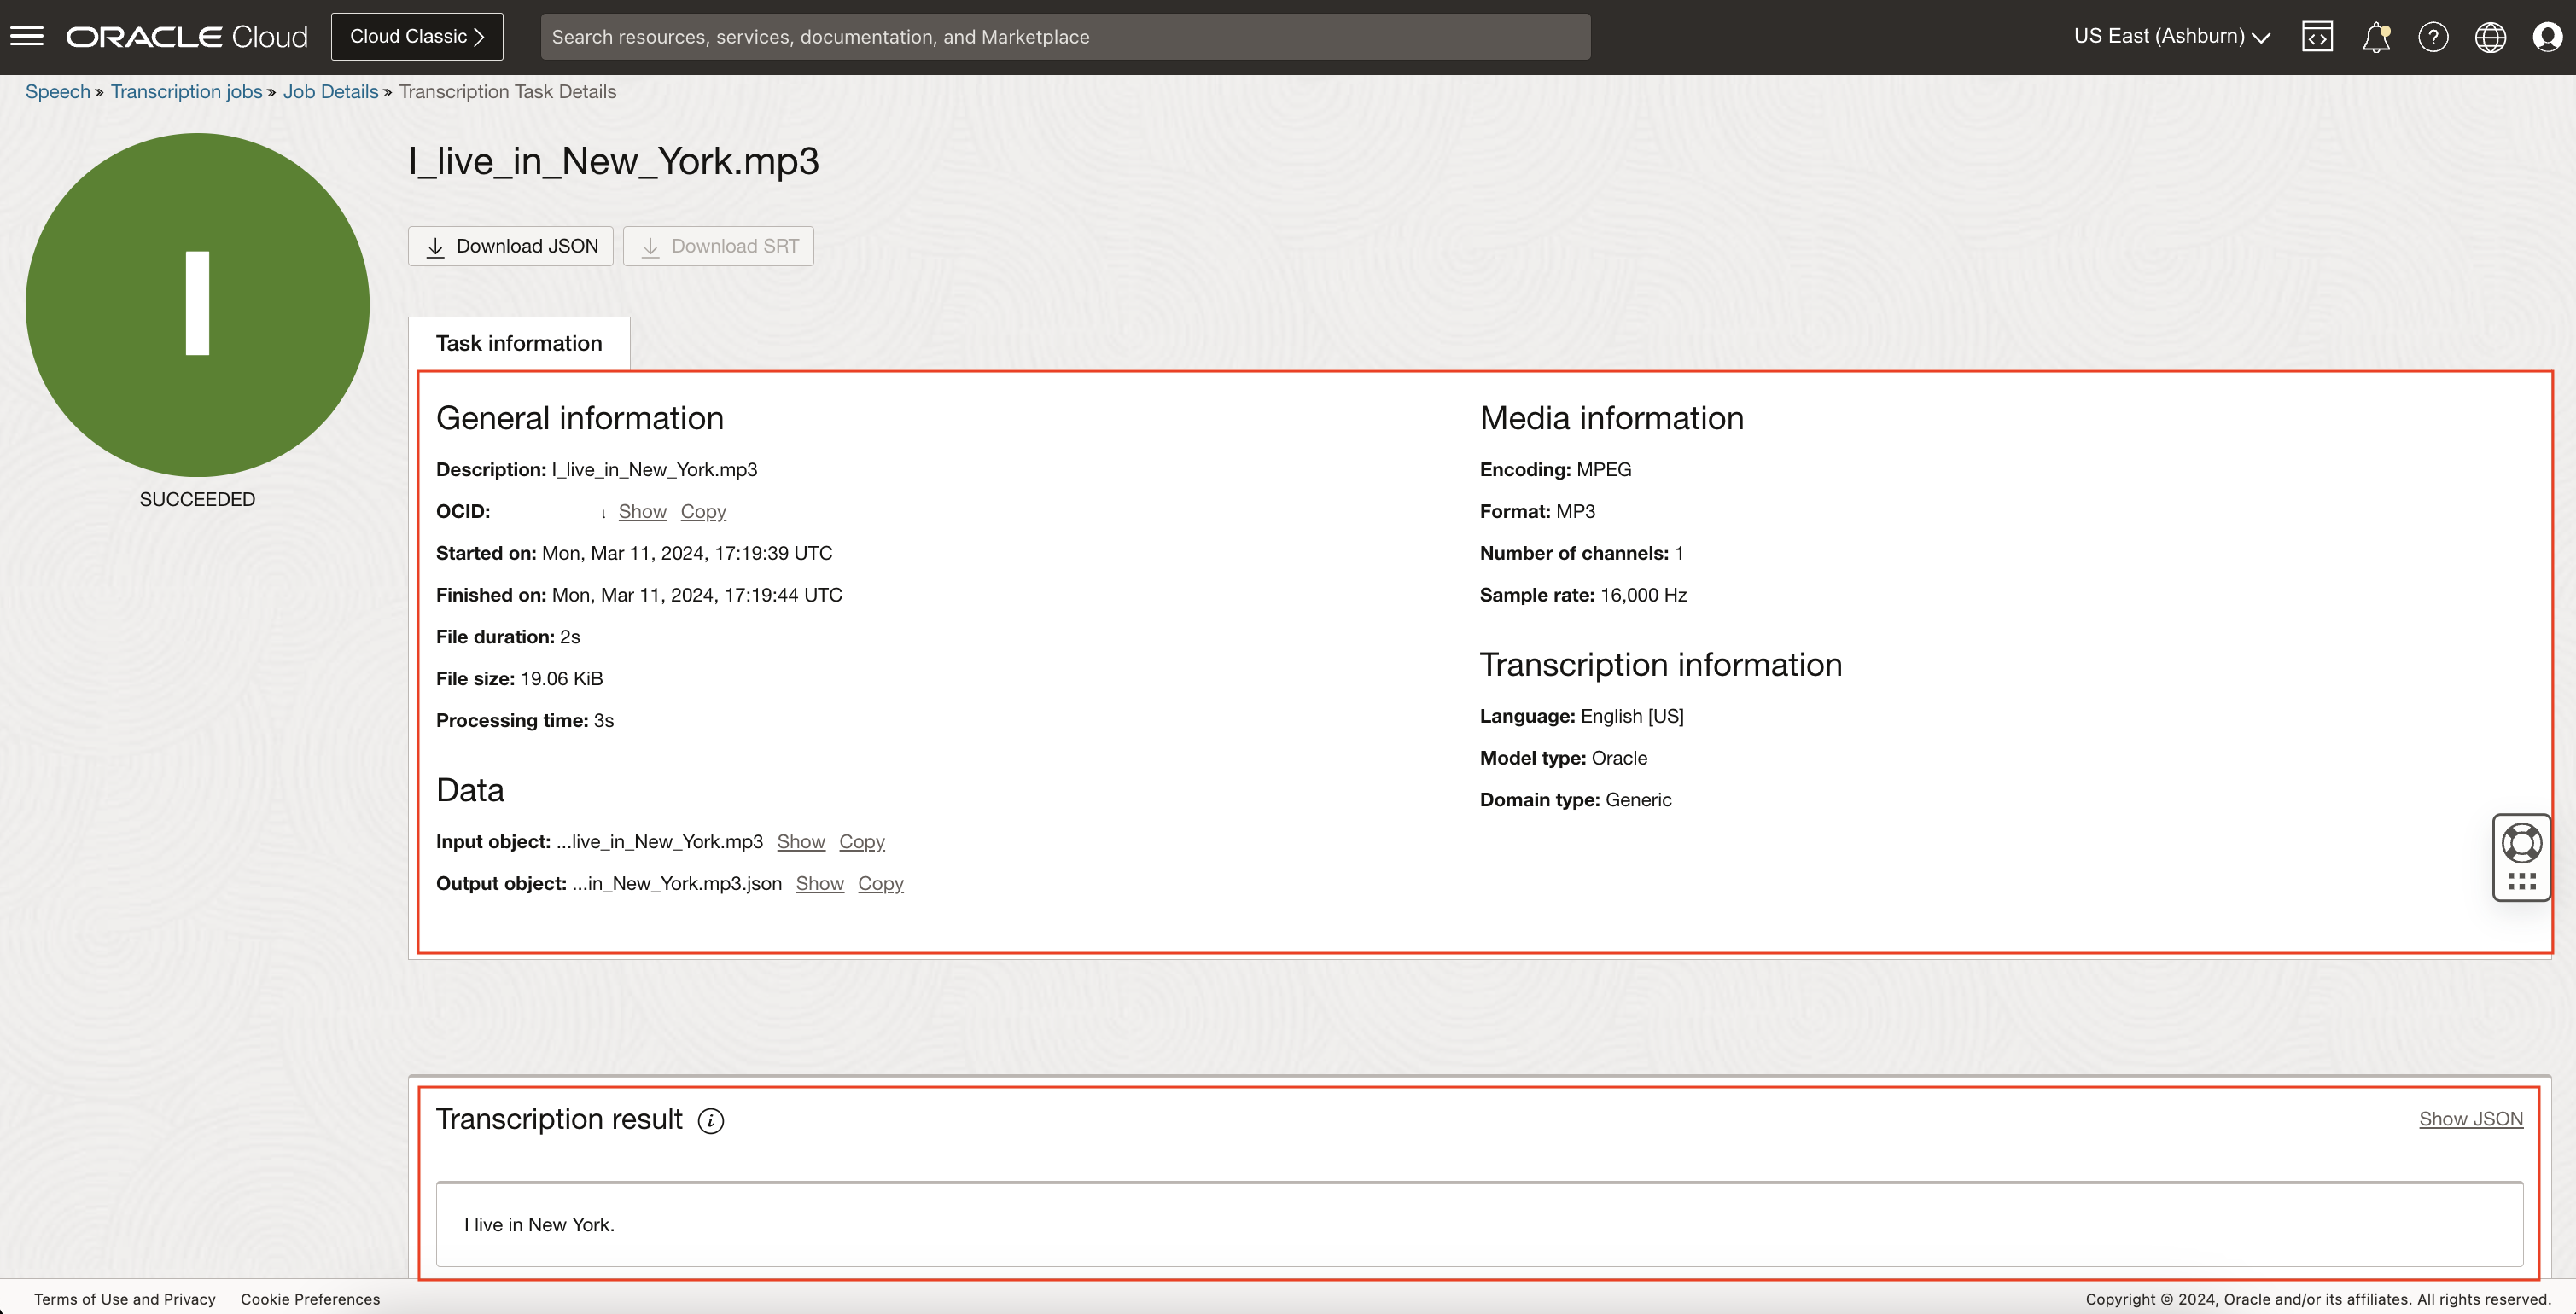 ORACLE Cloud
Cloud Classic
Search resources, services, documentation, and Marketplace
US East (Ashburn)
Speech » Transcription jobs » Job Details » Transcription Task Details
I
SUCCEEDED
I_live_in_New_York.mp3
Download JSON
Download SRT
Task information
General information
Description: I_live_in_New_York.mp3
OCID: Show Copy
Started on: Mon, Mar 11, 2024, 17:19:39 UTC
Finished on: Mon, Mar 11, 2024, 17:19:44 UTC
File duration: 2s
File size: 19.06 KiB
Processing time: 3s
Data
Input object: ...live_in_New_York.mp3 Show Copy
Output object: ...in_New_York.mp3.json Show Copy
Media information
Encoding: MPEG
Format: MP3
Number of channels: 1
Sample rate: 16,000 Hz
Transcription information
Language: English [US]
Model type: Oracle
Domain type: Generic
Transcription result
Show JSON
I live in New York.
Terms of Use and Privacy
Cookie Preferences
Copyright © 2024, Oracle and/or its affiliates. All rights reserved.